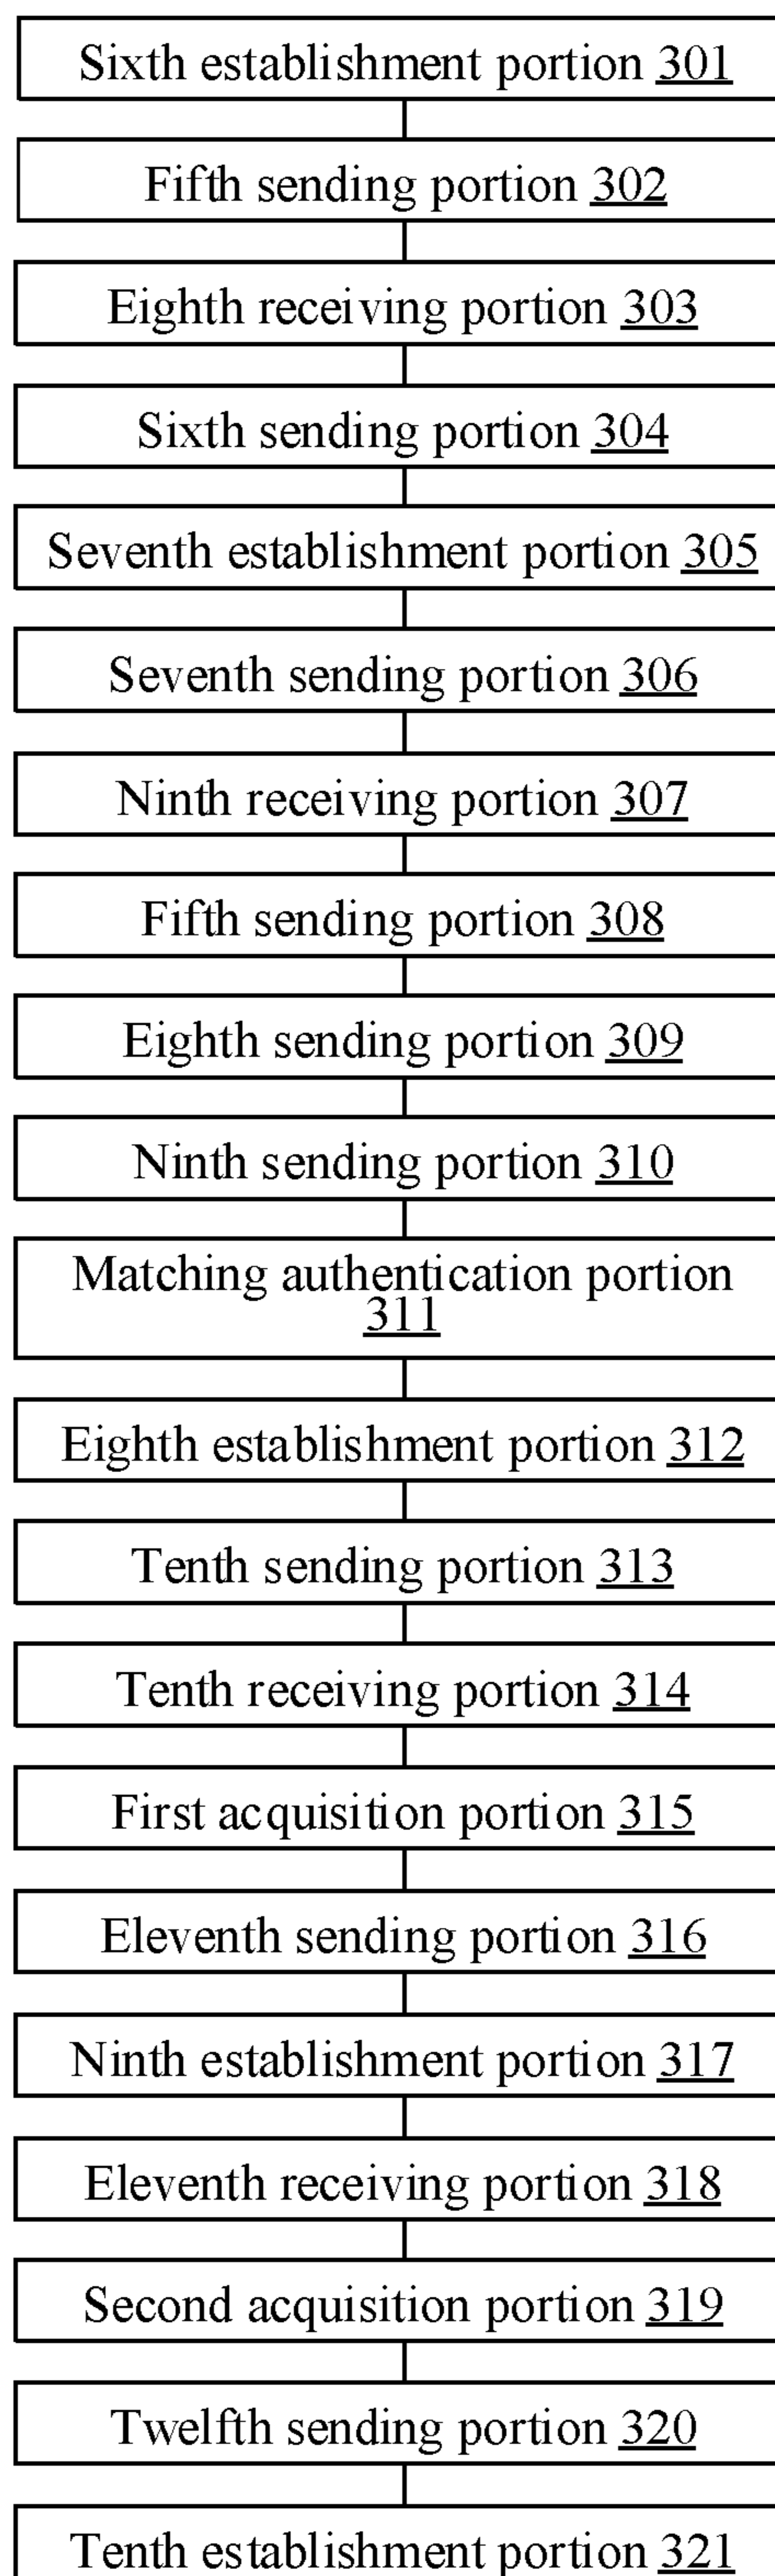 Sixth establishment portion 301
Fifth sending portion 302
Eighth receiving portion 303
Sixth sending portion 304
Seventh establishment portion 305
Seventh sending portion 306
Ninth receiving portion 307
Fifth sending portion 308
Eighth sending portion 309
Ninth sending portion 310
Matching authentication portion
311
Eighth establishment portion 312
Tenth sending portion 313
Tenth receiving portion 314
First acquisition portion 315
Eleventh sending portion 316
Ninth establishment portion 317
Eleventh receiving portion 318
Second acquisition portion 319
Twelfth sending portion 320
Tenth establishment portion 321